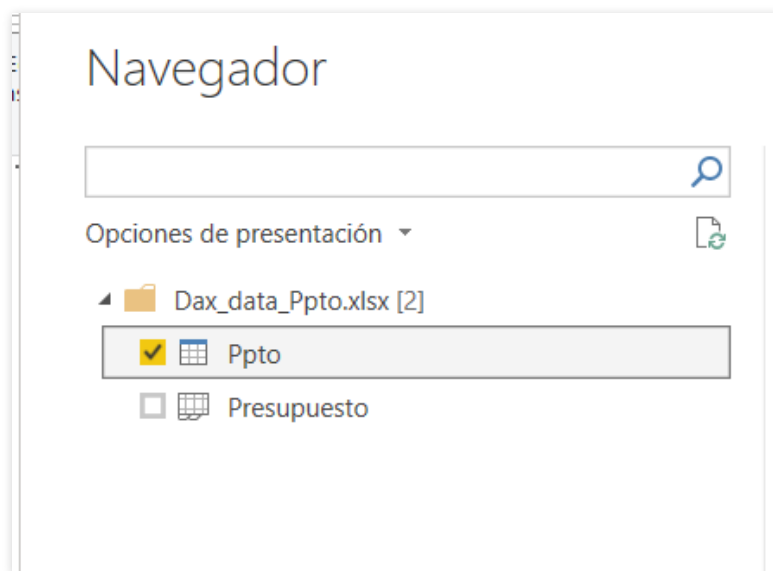 Navegador
Opciones de presentación
Dax_data_Ppto.xlsx [2]
Ppto
Presupuesto